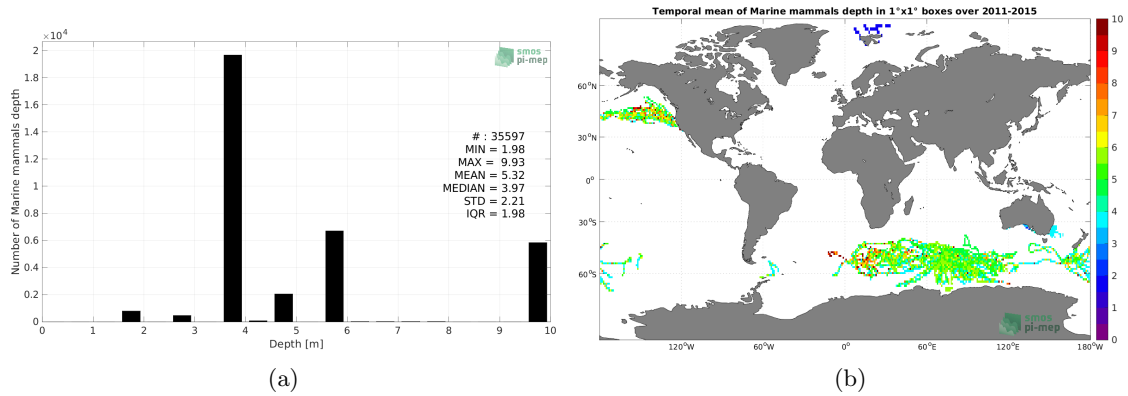 ×10⁴
2
1.8
1.6
1.4
1.2
1
0.8
0.6
0.4
0.2
0
Number of Marine mammals depth
smos
pi-mep
# : 35597
MIN = 1.98
MAX = 9.93
MEAN = 5.32
MEDIAN = 3.97
STD = 2.21
IQR = 1.98
0 1 2 3 4 5 6 7 8 9 10
Depth [m]
(a)
Temporal mean of Marine mammals depth in 1°x1° boxes over 2011-2015
60°N
30°N
0°
30°S
60°S
120°W 60°W 0° 60°E 120°E 180°W
smos
pi-mep
10
9
8
7
6
5
4
3
2
1
0
(b)